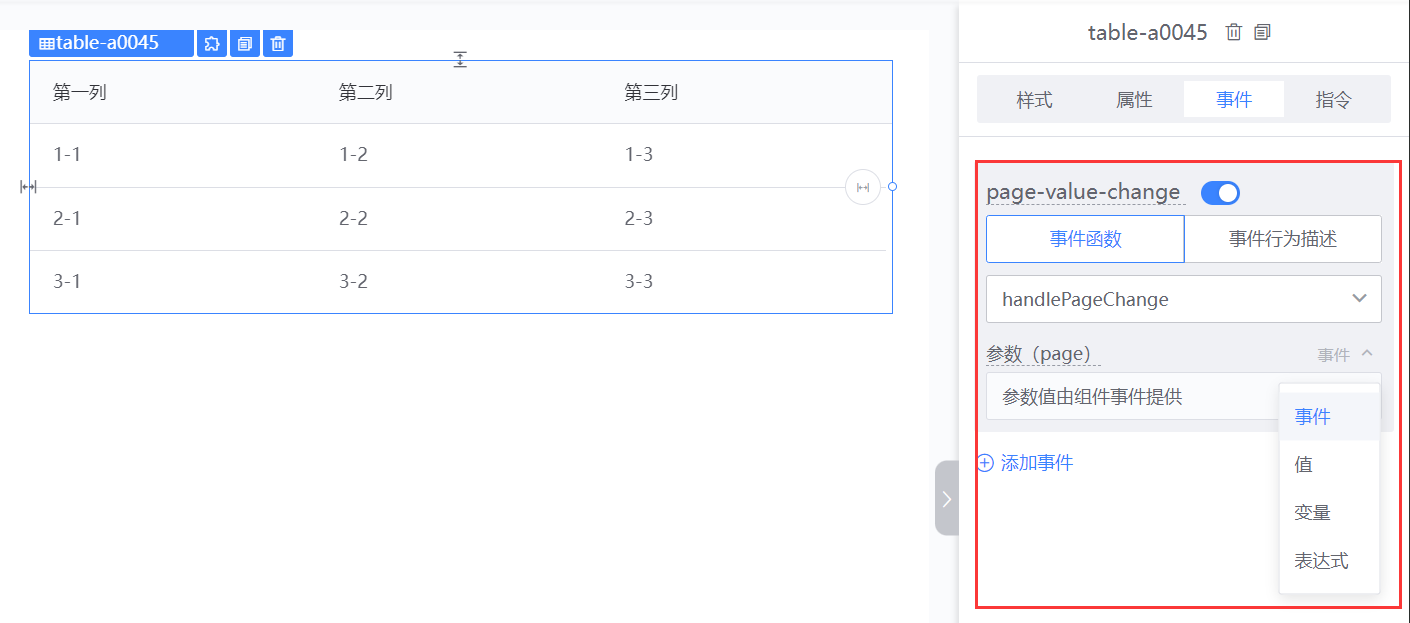 table-a0045
第一列 第二列 第三列
1-1 1-2 1-3
2-1 2-2 2-3
3-1 3-2 3-3
table-a0045
样式 属性 事件 指令
page-value-change
事件函数 事件行为描述
handlePageChange
参数（page） 事件
参数值由组件事件提供
事件
值
变量
表达式
添加事件